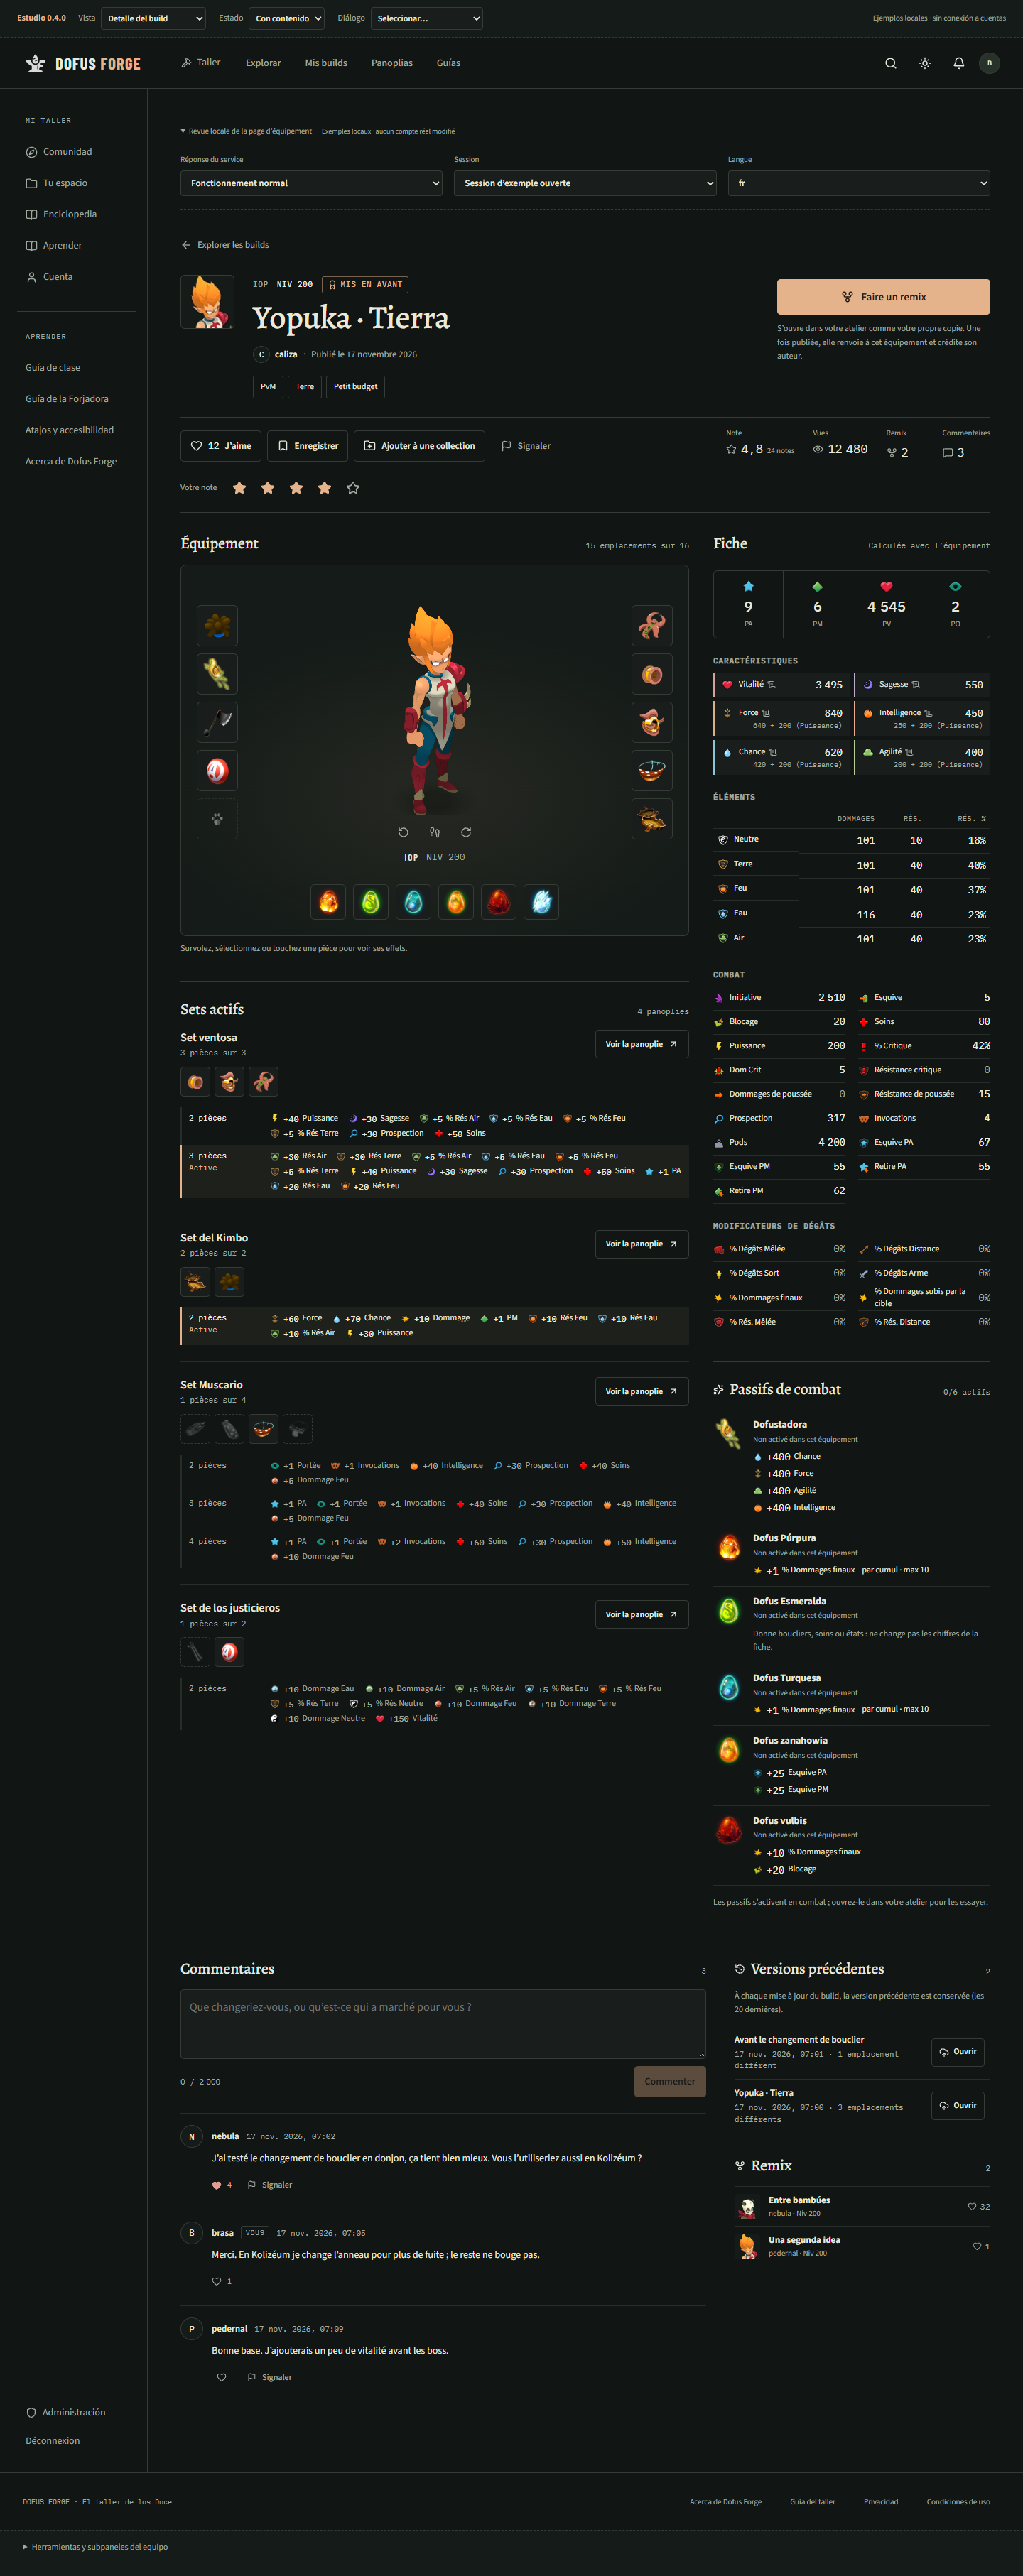 Estudio 0.4.0 Vista Detalle del build Estado Con contenido Diálogo Seleccionar... Ejemplos locales · sin conexión a cuentas
DOFUS FORGE Taller Explorar Mis builds Panoplias Guías B
MI TALLER
Comunidad
Tu espacio
Enciclopedia
Aprender
Cuenta
APRENDER
Guía de clase
Guía de la Forjadora
Atajos y accesibilidad
Acerca de Dofus Forge
Administración
Déconnexion
▼ Revue locale de la page d'équipement Exemples locaux · aucun compte réel modifié
Réponse du service Session Langue
Fonctionnement normal Session d'exemple ouverte fr
Explorer les builds
IOP NIV 200 MIS EN AVANT
Yopuka · Tierra
C caliza · Publié le 17 novembre 2026
PvM Terre Petit budget
Faire un remix
S'ouvre dans votre atelier comme votre propre copie. Une
fois publiée, elle renvoie à cet équipement et crédite son
auteur.
12 J'aime Enregistrer Ajouter à une collection Signaler
Note Vues Remix Commentaires
4,8 24 notes 12 480 2 3
Votre note
Équipement 15 emplacements sur 16
IOP NIV 200
Survolez, sélectionnez ou touchez une pièce pour voir ses effets.
Sets actifs 4 panoplies
Set ventosa Voir la panoplie
3 pièces sur 3
2 pièces +40 Puissance +30 Sagesse +5 % Rés Air +5 % Rés Eau +5 % Rés Feu
+5 % Rés Terre +30 Prospection +50 Soins
3 pièces +30 Rés Air +30 Rés Terre +5 % Rés Air +5 % Rés Eau +5 % Rés Feu
Active +5 % Rés Terre +40 Puissance +30 Sagesse +30 Prospection +50 Soins +1 PA
+20 Rés Eau +20 Rés Feu
Set del Kimbo Voir la panoplie
2 pièces sur 2
2 pièces +60 Force +70 Chance +10 Dommage +1 PM +10 Rés Feu +10 Rés Eau
Active +10 % Rés Air +30 Puissance
Set Muscario Voir la panoplie
1 pièces sur 4
2 pièces +1 Portée +1 Invocations +40 Intelligence +30 Prospection +40 Soins
+5 Dommage Feu
3 pièces +1 PA +1 Portée +1 Invocations +40 Soins +30 Prospection +40 Intelligence
+5 Dommage Feu
4 pièces +1 PA +1 Portée +2 Invocations +60 Soins +30 Prospection +50 Intelligence
+10 Dommage Feu
Set de los justicieros Voir la panoplie
1 pièces sur 2
2 pièces +10 Dommage Eau +10 Dommage Air +5 % Rés Air +5 % Rés Eau +5 % Rés Feu
+5 % Rés Terre +5 % Rés Neutre +10 Dommage Feu +10 Dommage Terre
+10 Dommage Neutre +150 Vitalité
Fiche Calculée avec l'équipement
9 6 4 545 2
PA PM PV PO
CARACTÉRISTIQUES
Vitalité 3 495 Sagesse 550
Force 840 Intelligence 450
640 + 200 (Puissance) 250 + 200 (Puissance)
Chance 620 Agilité 400
420 + 200 (Puissance) 200 + 200 (Puissance)
ÉLÉMENTS
DOMMAGES RÉS. RÉS. %
Neutre 101 10 18%
Terre 101 40 40%
Feu 101 40 37%
Eau 116 40 23%
Air 101 40 23%
COMBAT
Initiative 2 510 Esquive 5
Blocage 20 Soins 80
Puissance 200 % Critique 42%
Dom Crit 5 Résistance critique 0
Dommages de poussée 0 Résistance de poussée 15
Prospection 317 Invocations 4
Pods 4 200 Esquive PA 67
Esquive PM 55 Retire PA 55
Retire PM 62
MODIFICATEURS DE DÉGÂTS
% Dégâts Mêlée 0% % Dégâts Distance 0%
% Dégâts Sort 0% % Dégâts Arme 0%
% Dommages finaux 0% % Dommages subis par la cible 0%
% Rés. Mêlée 0% % Rés. Distance 0%
Passifs de combat 0/6 actifs
Dofustadora
Non activé dans cet équipement
+400 Chance
+400 Force
+400 Agilité
+400 Intelligence
Dofus Púrpura
Non activé dans cet équipement
+1 % Dommages finaux par cumul · max 10
Dofus Esmeralda
Non activé dans cet équipement
Donne boucliers, soins ou états : ne change pas les chiffres de la
fiche.
Dofus Turquesa
Non activé dans cet équipement
+1 % Dommages finaux par cumul · max 10
Dofus zanahowia
Non activé dans cet équipement
+25 Esquive PA
+25 Esquive PM
Dofus vulbis
Non activé dans cet équipement
+10 % Dommages finaux
+20 Blocage
Les passifs s'activent en combat ; ouvrez-le dans votre atelier pour les essayer.
Commentaires 3
Que changeriez-vous, ou qu'est-ce qui a marché pour vous ?
0 / 2 000 Commenter
N nebula 17 nov. 2026, 07:02
J'ai testé le changement de bouclier en donjon, ça tient bien mieux. Vous l'utiliseriez aussi en Kolizéum ?
4 Signaler
B brasa VOUS 17 nov. 2026, 07:05
Merci. En Kolizéum je change l'anneau pour plus de fuite ; le reste ne bouge pas.
1
P pedernal 17 nov. 2026, 07:09
Bonne base. J'ajouterais un peu de vitalité avant les boss.
Signaler
Versions précédentes 2
À chaque mise à jour du build, la version précédente est conservée (les
20 dernières).
Avant le changement de bouclier Ouvrir
17 nov. 2026, 07:01 · 1 emplacement
différent
Yopuka · Tierra Ouvrir
17 nov. 2026, 07:00 · 3 emplacements
différents
Remix 2
Entre bambúes 32
nebula · Niv 200
Una segunda idea 1
pedernal · Niv 200
DOFUS FORGE · El taller de los Doce Acerca de Dofus Forge Guía del taller Privacidad Condiciones de uso
▶ Herramientas y subpaneles del equipo